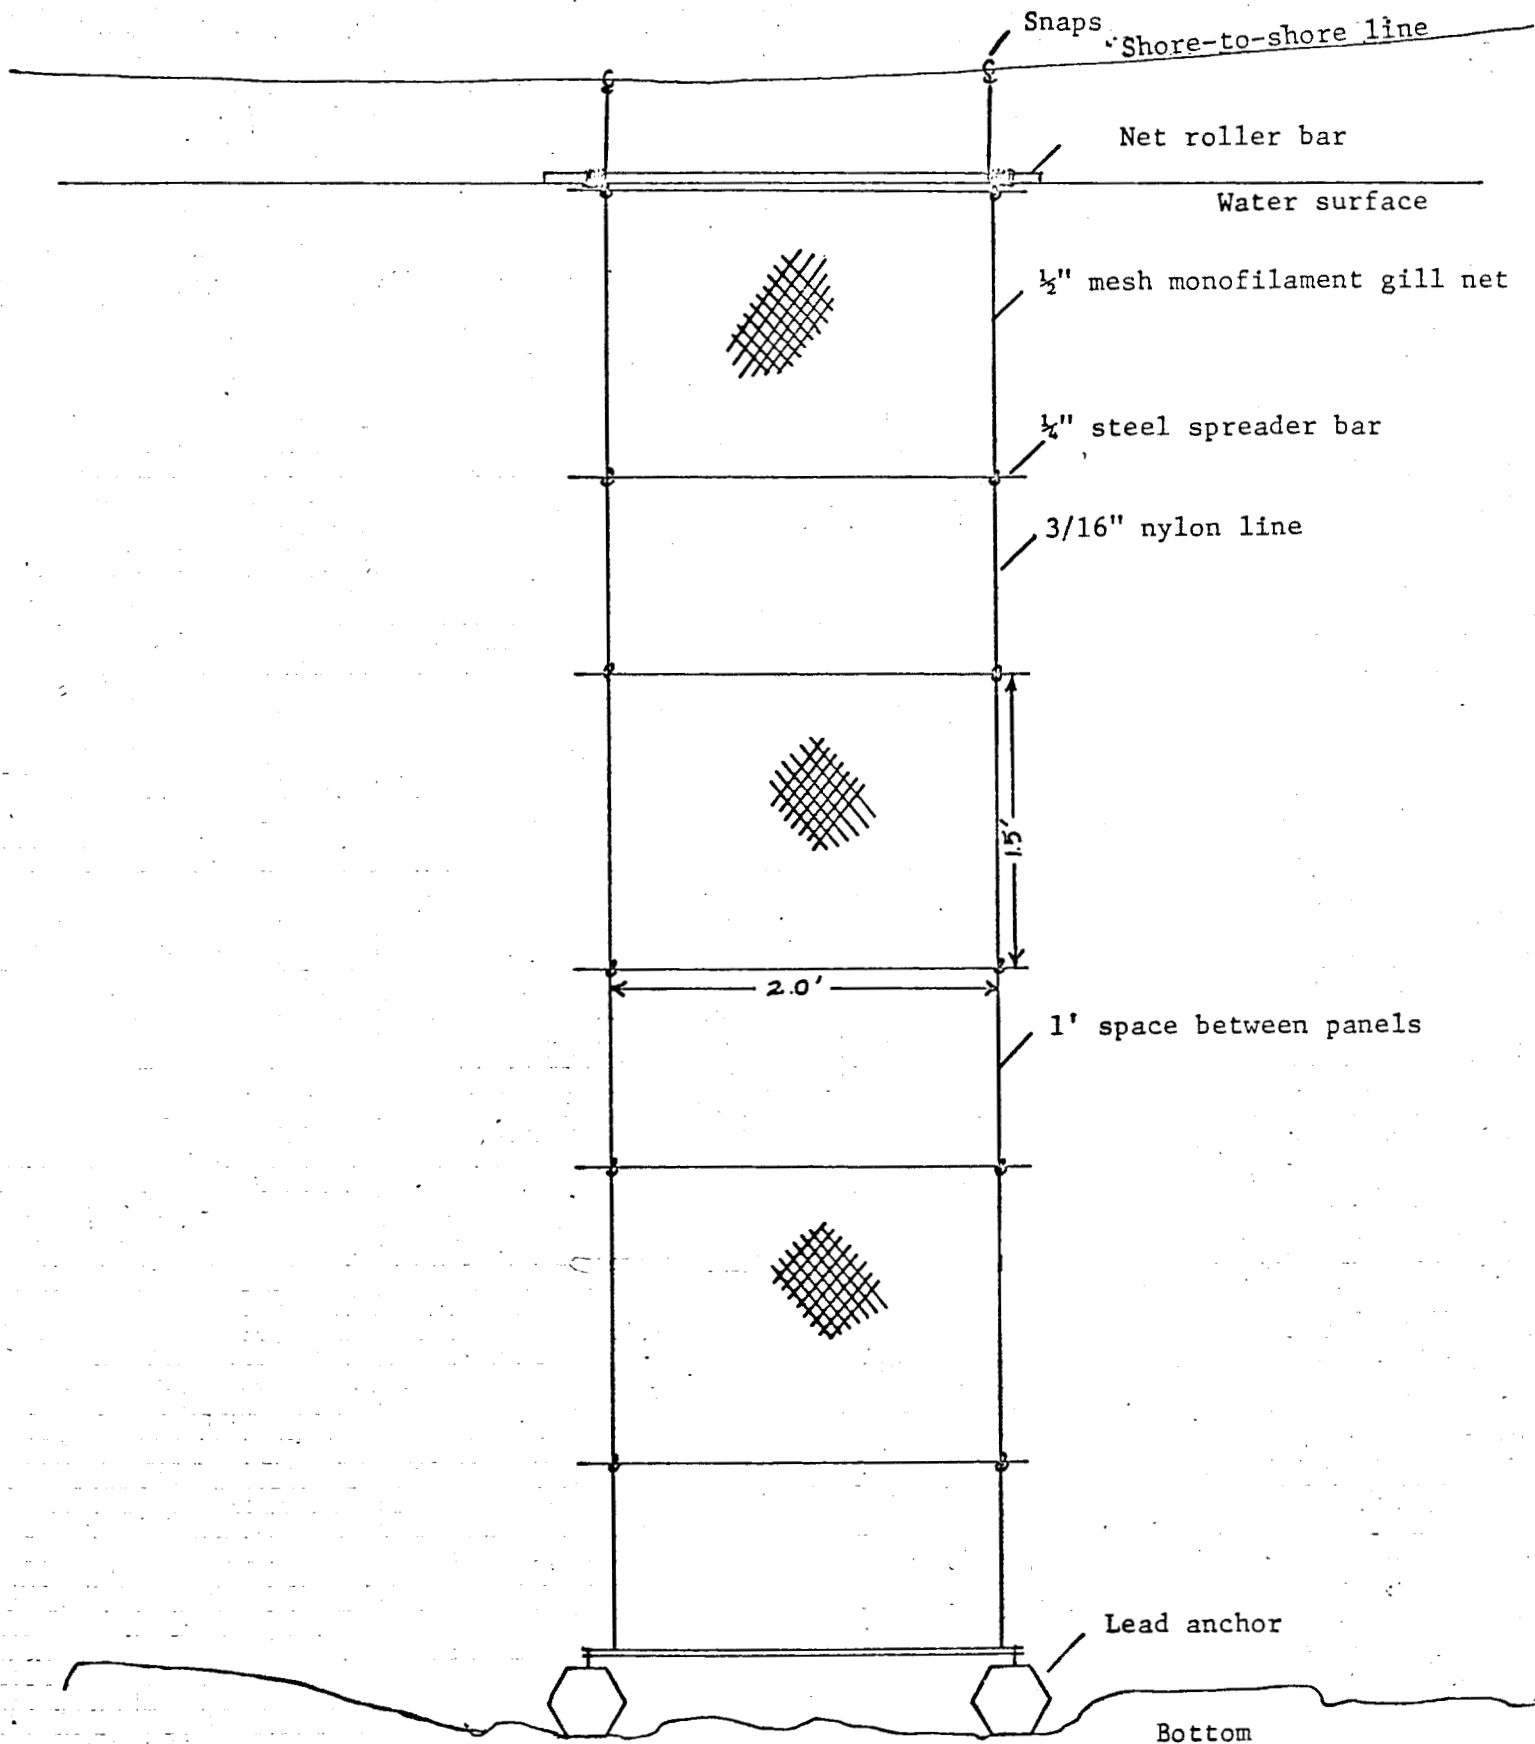 Snaps
Shore-to-shore line
Net roller bar
Water surface
½" mesh monofilament gill net
¼" steel spreader bar
3/16" nylon line
1.5'
2.0'
1' space between panels
Lead anchor
Bottom